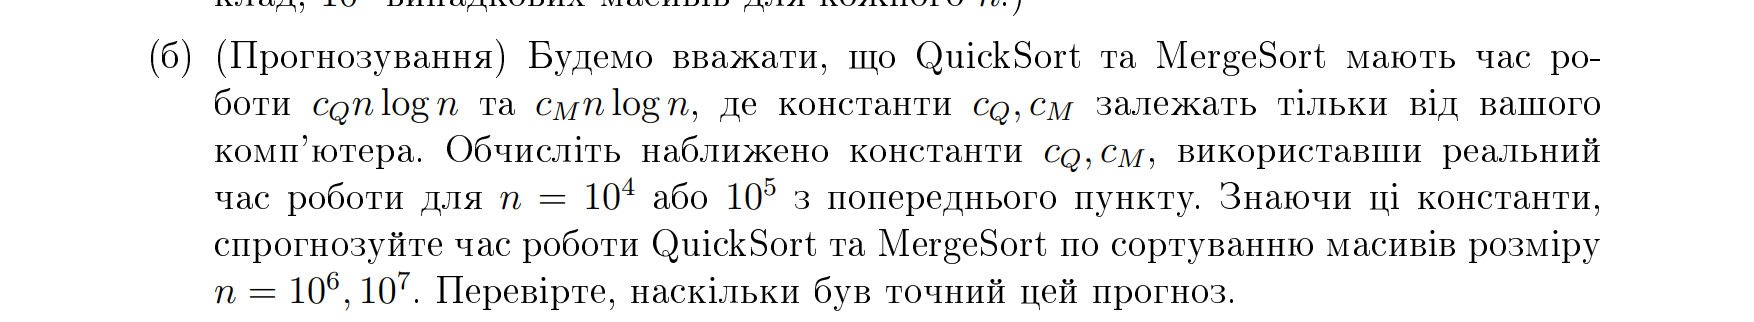 (б) (Прогнозування) Будемо вважати, що QuickSort та MergeSort мають час ро-
боти c_Q n log n та c_M n log n, де константи c_Q, c_M залежать тільки від вашого
комп'ютера. Обчисліть наближено константи c_Q, c_M, використавши реальний
час роботи для n = 10^4 або 10^5 з попереднього пункту. Знаючи ці константи,
спрогнозуйте час роботи QuickSort та MergeSort по сортуванню масивів розміру
n = 10^6, 10^7. Перевірте, наскільки був точний цей прогноз.